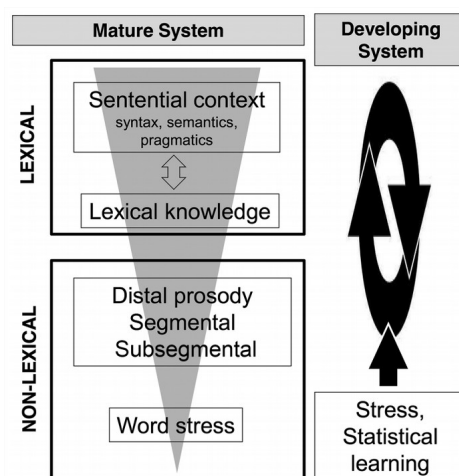 Mature System
Developing
System
LEXICAL
Sentential context
syntax, semantics,
pragmatics
Lexical knowledge
NON-LEXICAL
Distal prosody
Segmental
Subsegmental
Word stress
Stress,
Statistical
learning